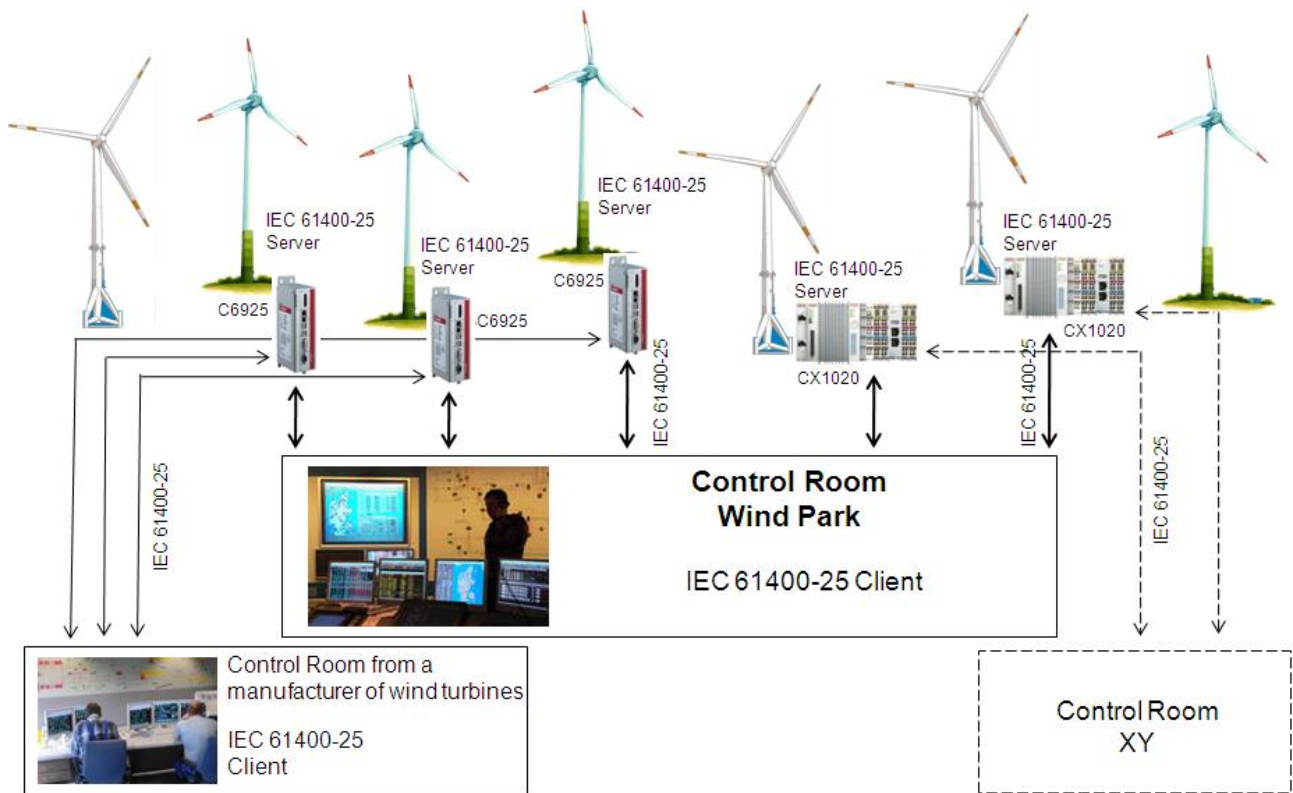 IEC 61400-25
Server
C6925
IEC 61400-25
Server
C6925
IEC 61400-25
Server
C6925
IEC 61400-25
Server
CX1020
IEC 61400-25
Server
CX1020
IEC 61400-25
IEC 61400-25
IEC 61400-25
IEC 61400-25
Control Room
Wind Park
IEC 61400-25 Client
Control Room from a
manufacturer of wind turbines
IEC 61400-25
Client
Control Room
XY